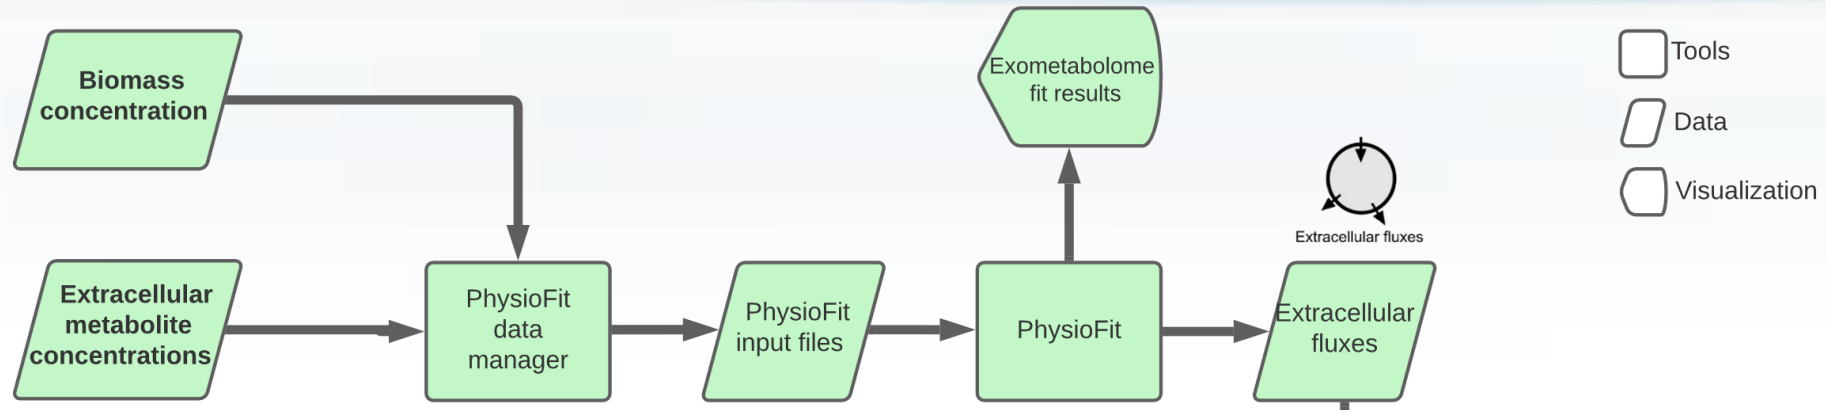 Biomass
concentration
Extracellular
metabolite
concentrations
PhysioFit
data
manager
PhysioFit
input files
PhysioFit
Exometabolome
fit results
Extracellular fluxes
Extracellular
fluxes
Tools
Data
Visualization